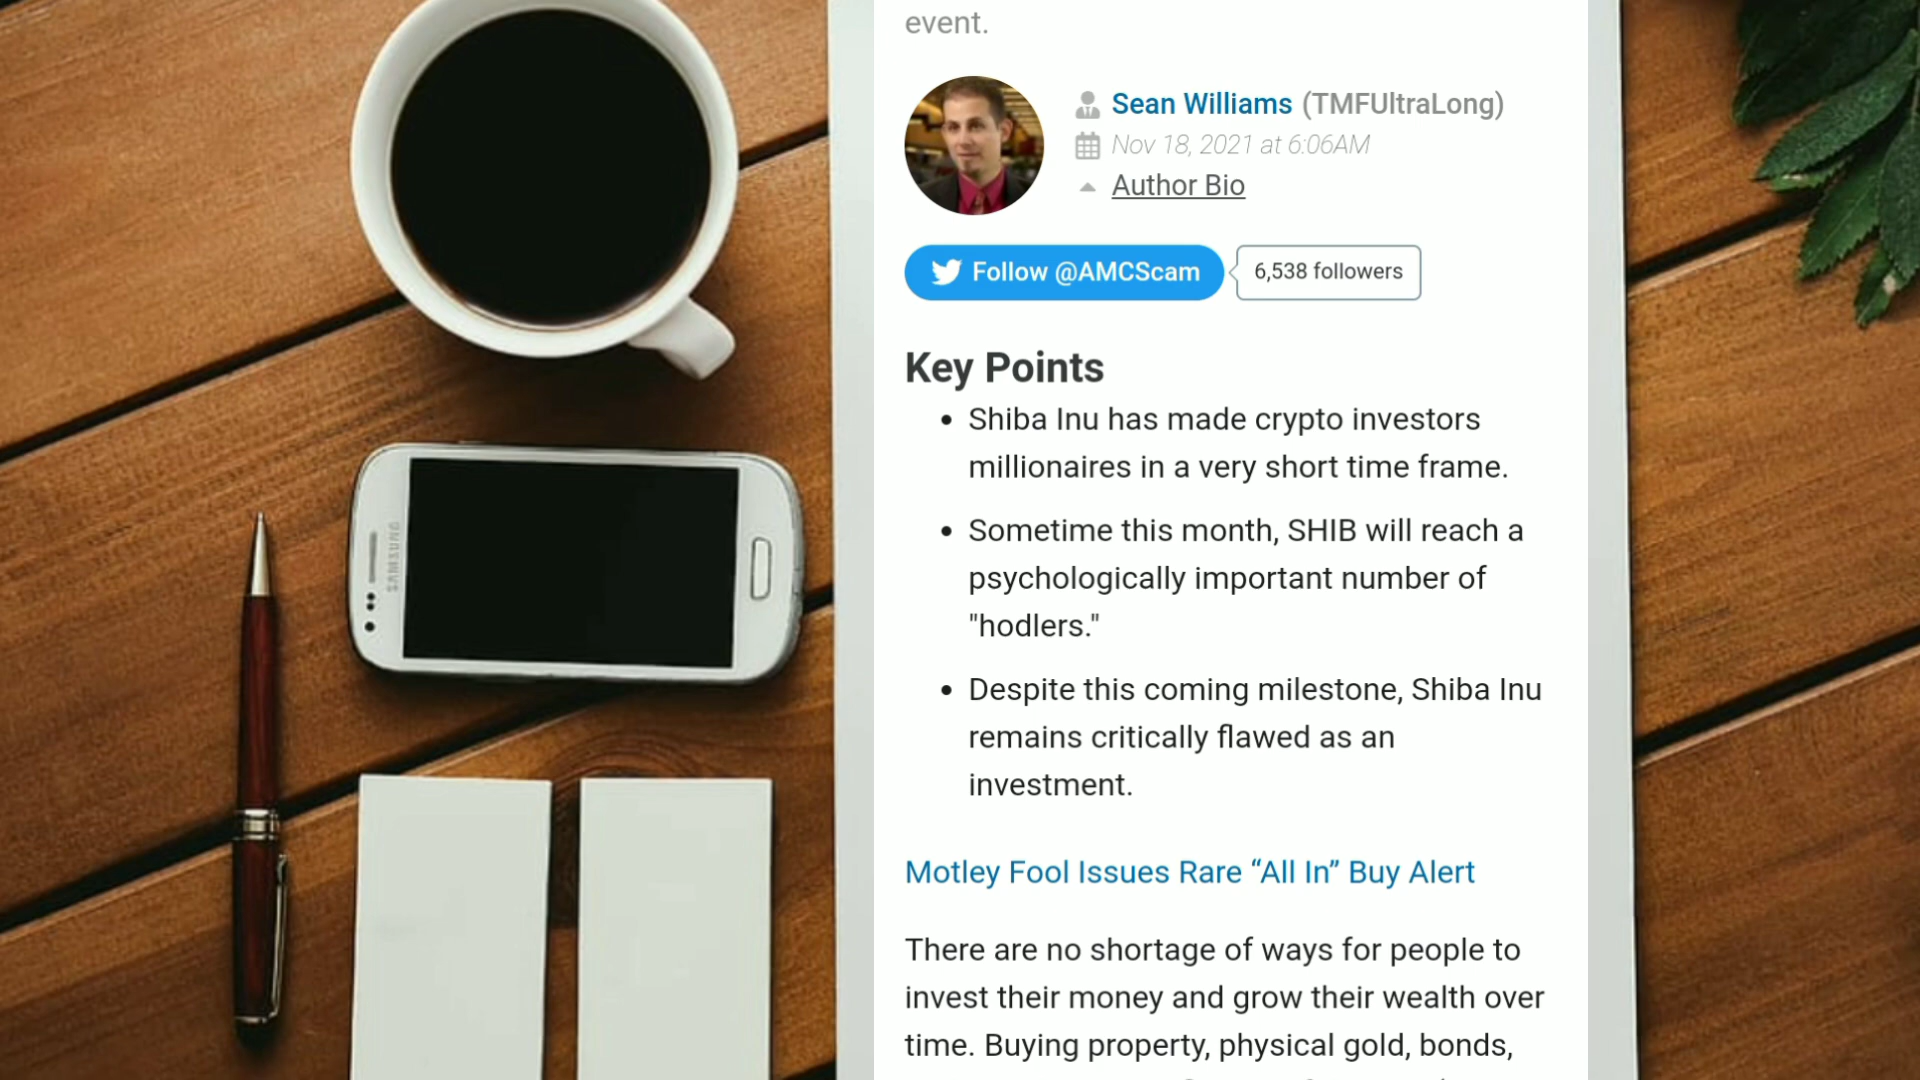 event.
Sean Williams (TMFUltraLong)
Nov 18, 2021 at 6:06AM
Author Bio
Follow @AMCScam
6,538 followers
Key Points
• Shiba Inu has made crypto investors
millionaires in a very short time frame.
• Sometime this month, SHIB will reach a
psychologically important number of
"hodlers."
• Despite this coming milestone, Shiba Inu
remains critically flawed as an
investment.
Motley Fool Issues Rare “All In” Buy Alert
There are no shortage of ways for people to
invest their money and grow their wealth over
time. Buying property, physical gold, bonds,
SAMSUNG